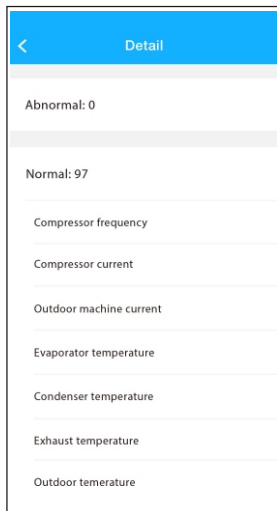 Detail
Abnormal: 0
Normal: 97
Compressor frequency
Compressor current
Outdoor machine current
Evaporator temperature
Condenser temperature
Exhaust temperature
Outdoor temerature